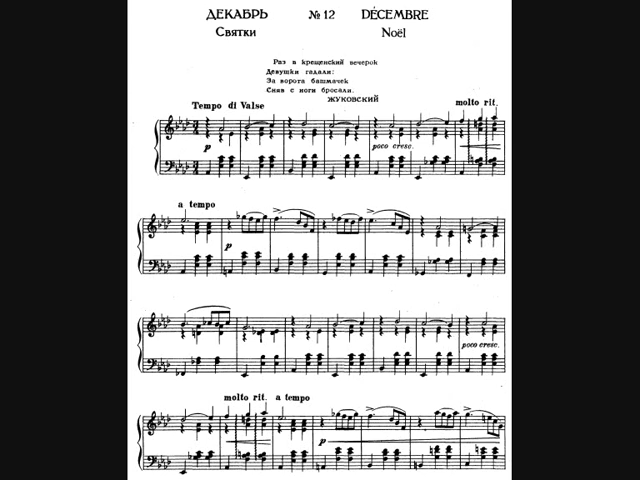 ДЕКАБРЬ № 12 DÉCEMBRE
Святки Noël
Раз в крещенский вечерок
Девушки гадали:
За ворота башмачек
Сняв с ноги бросали.
ЖУКОВСКИЙ
Tempo di Valse molto rit.
p poco cresc.
a tempo
p
poco cresc.
molto rit. a tempo
p